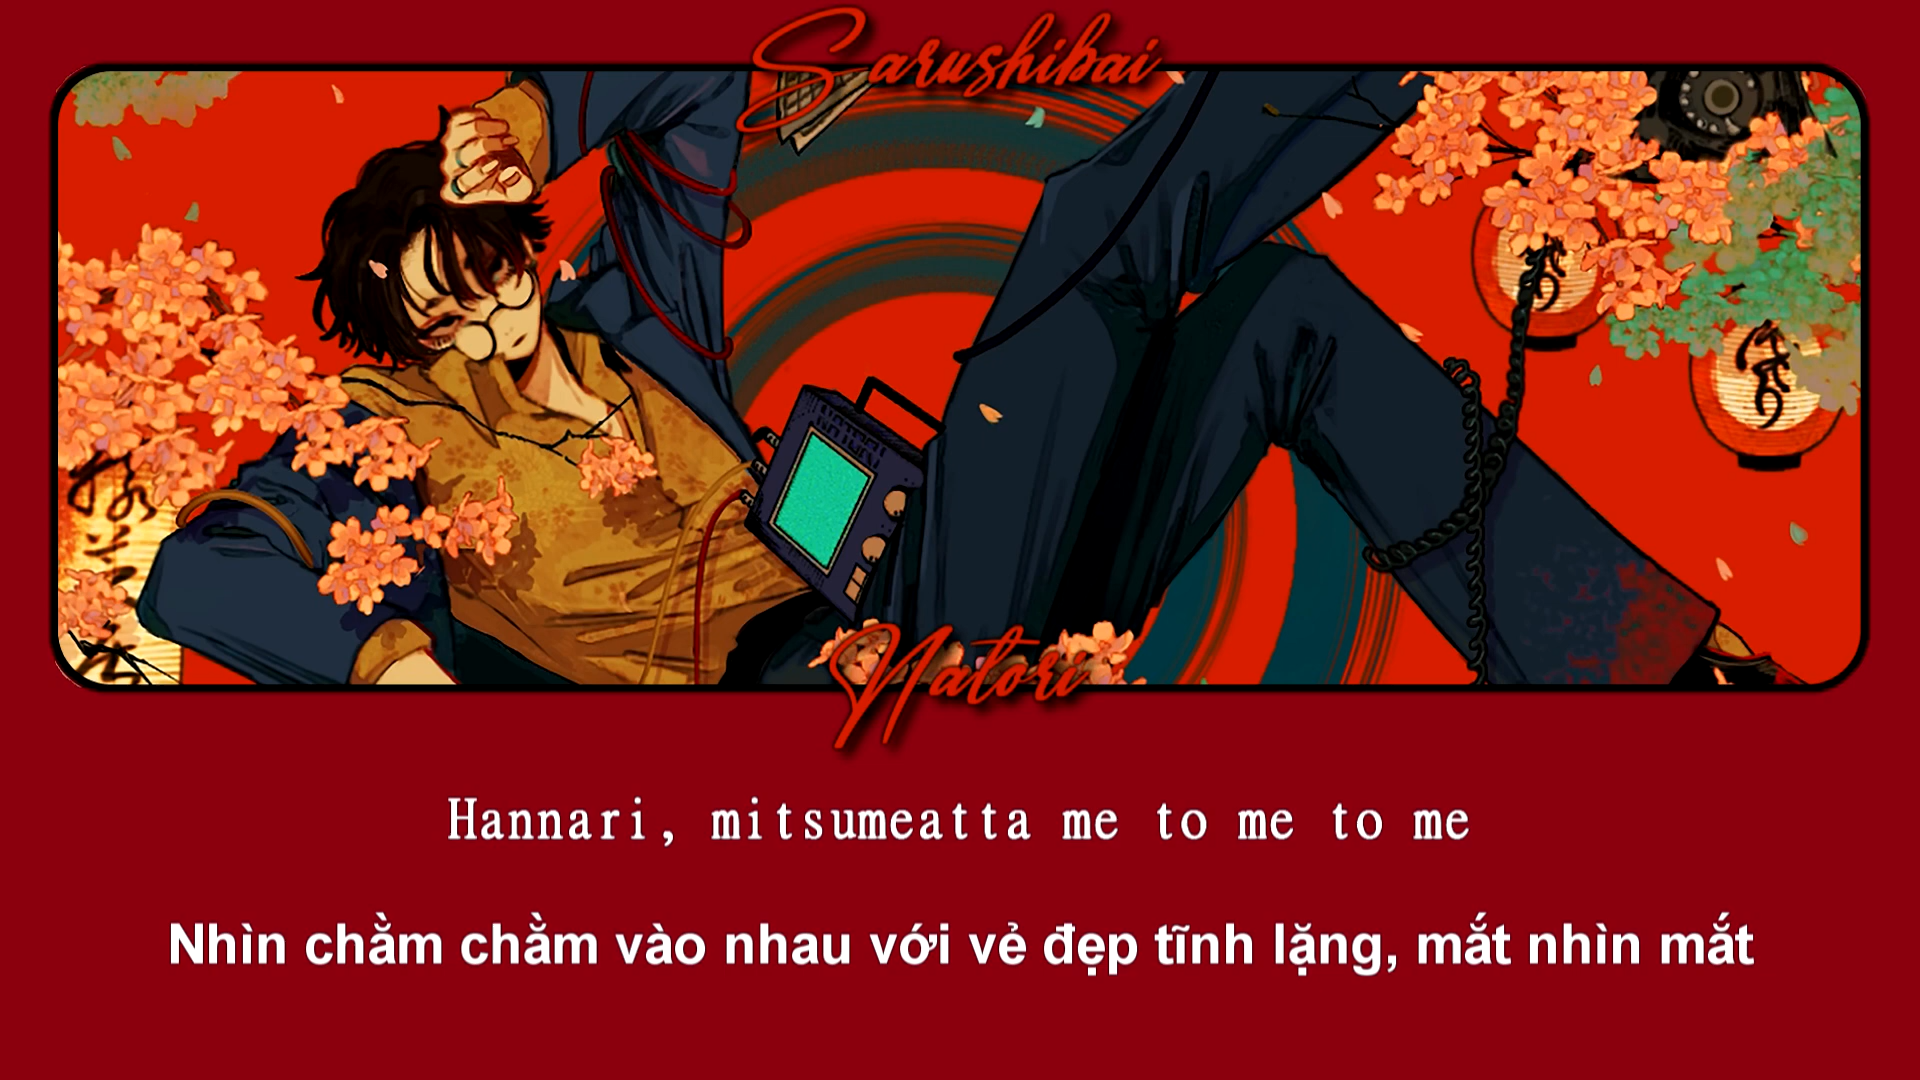 Sarushibai
Natori
Hannari, mitsumeatta me to me to me
Nhìn chằm chằm vào nhau với vẻ đẹp tĩnh lặng, mắt nhìn mắt